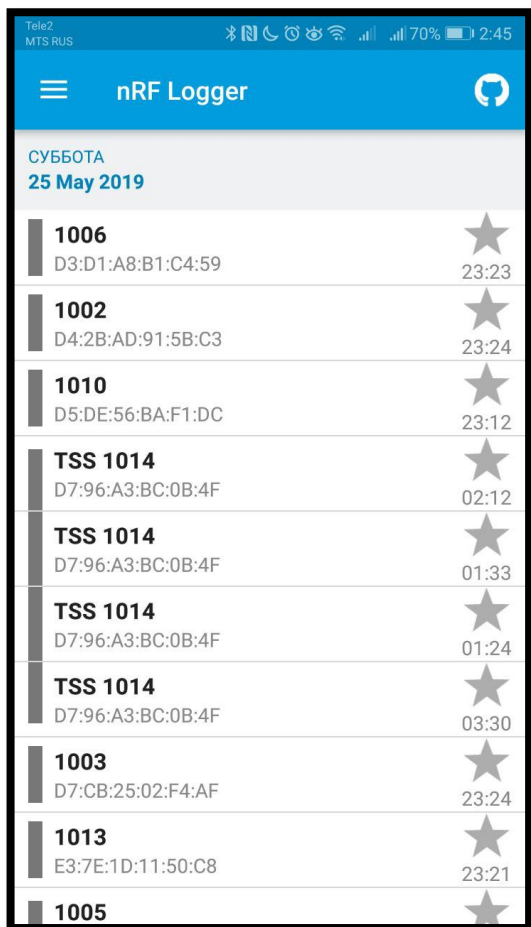 Tele2
MTS RUS
70%
2:45
nRF Logger
СУББОТА
25 May 2019
1006
D3:D1:A8:B1:C4:59
23:23
1002
D4:2B:AD:91:5B:C3
23:24
1010
D5:DE:56:BA:F1:DC
23:12
TSS 1014
D7:96:A3:BC:0B:4F
02:12
TSS 1014
D7:96:A3:BC:0B:4F
01:33
TSS 1014
D7:96:A3:BC:0B:4F
01:24
TSS 1014
D7:96:A3:BC:0B:4F
03:30
1003
D7:CB:25:02:F4:AF
23:24
1013
E3:7E:1D:11:50:C8
23:21
1005